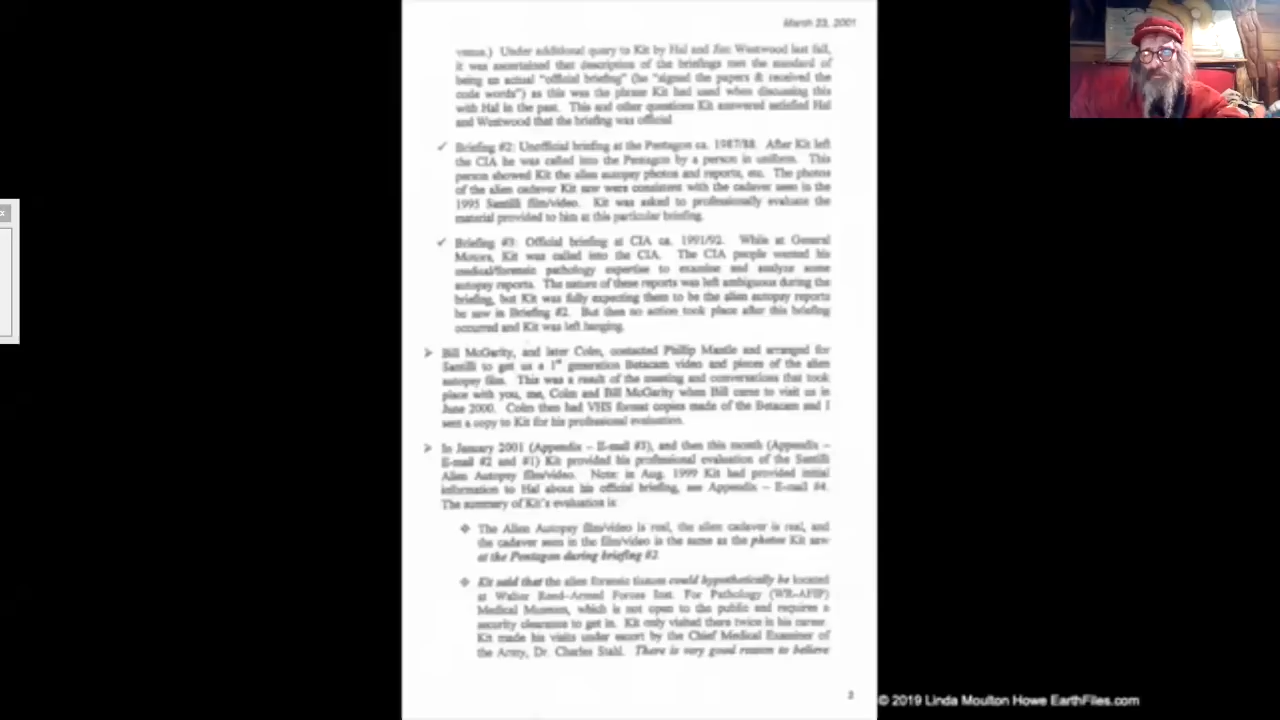 March 23, 2001
venue.) Under additional query to Kit by Hal and Jim Westwood last fall,
it was ascertained that description of the briefings met the standard of
being an actual "official briefing" (he "signed the papers & received the
code words") as this was the phrase Kit had used when discussing this
with Hal in the past. This and other questions Kit answered satisfied Hal
and Westwood that the briefing was official.
✓ Briefing #2: Unofficial briefing at the Pentagon ca. 1987/88. After Kit left
the CIA he was called into the Pentagon by a person in uniform. This
person showed Kit the alien autopsy photos and reports, etc. The photos
of the alien cadaver Kit saw were consistent with the cadaver seen in the
1995 Santilli film/video. Kit was asked to professionally evaluate the
material provided to him at this particular briefing.
✓ Briefing #3: Official briefing at CIA ca. 1991/92. While at General
Motors, Kit was called into the CIA. The CIA people wanted his
medical/forensic pathology expertise to examine and analyze some
autopsy reports. The nature of these reports was left ambiguous during the
briefing, but Kit was fully expecting them to be the alien autopsy reports
he saw in Briefing #2. But then no action took place after this briefing
occurred and Kit was left hanging.
➢ Bill McGarity, and later Colm, contacted Phillip Mantle and arranged for
Santilli to get us a 1st generation Betacam video and pieces of the alien
autopsy film. This was a result of the meeting and conversations that took
place with you, me, Colm and Bill McGarity when Bill came to visit us in
June 2000. Colm then had VHS format copies made of the Betacam and I
sent a copy to Kit for his professional evaluation.
➢ In January 2001 (Appendix – E-mail #3), and then this month (Appendix –
E-mail #2 and #1) Kit provided his professional evaluation of the Santilli
Alien Autopsy film/video. Note: in Aug. 1999 Kit had provided initial
information to Hal about his official briefing, see Appendix – E-mail #4.
The summary of Kit's evaluation is:
❖ The Alien Autopsy film/video is real, the alien cadaver is real, and
the cadaver seen in the film/video is the same as the photos Kit saw
at the Pentagon during briefing #2.
❖ Kit said that the alien forensic tissues could hypothetically be located
at Walter Reed-Armed Forces Inst. For Pathology (WR-AFIP)
Medical Museum, which is not open to the public and requires a
security clearance to get in. Kit only visited there twice in his career.
Kit made his visits under escort by the Chief Medical Examiner of
the Army, Dr. Charles Stahl. There is very good reason to believe
2
© 2019 Linda Moulton Howe EarthFiles.com
x